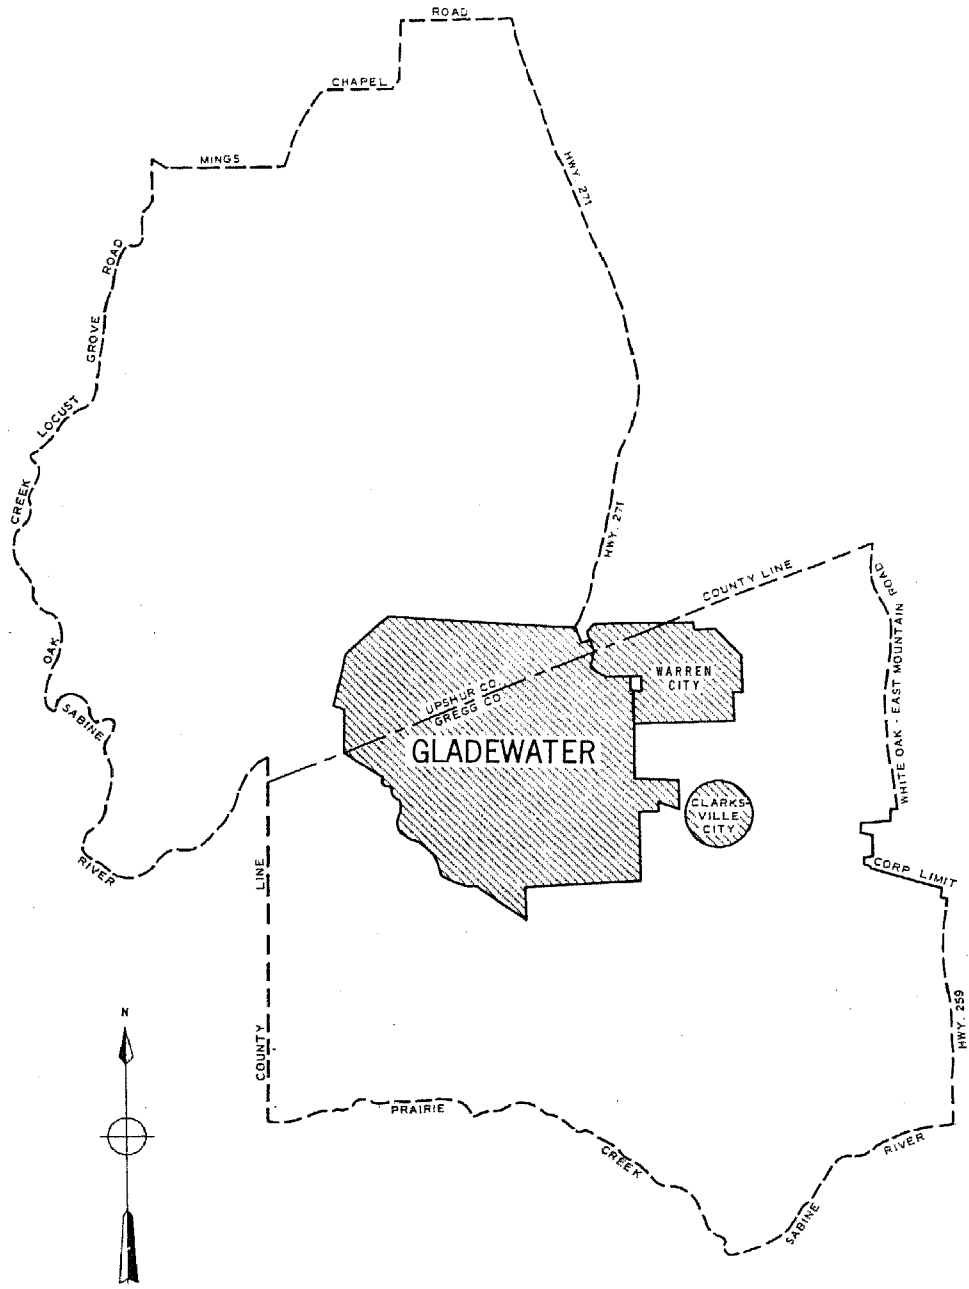 ROAD
CHAPEL
MINGS
HWY. 271
ROAD
GROVE
LOCUST
CREEK
HWY. 271
COUNTY LINE
ROAD
WHITE OAK - EAST MOUNTAIN
OAK
SABINE
WARREN
CITY
UPSHUR CO.
GREGG CO.
GLADEWATER
CLARKS-
VILLE
CITY
RIVER
LINE
CORP LIMIT
COUNTY
HWY. 259
N
PRAIRIE
CREEK
RIVER
SABINE